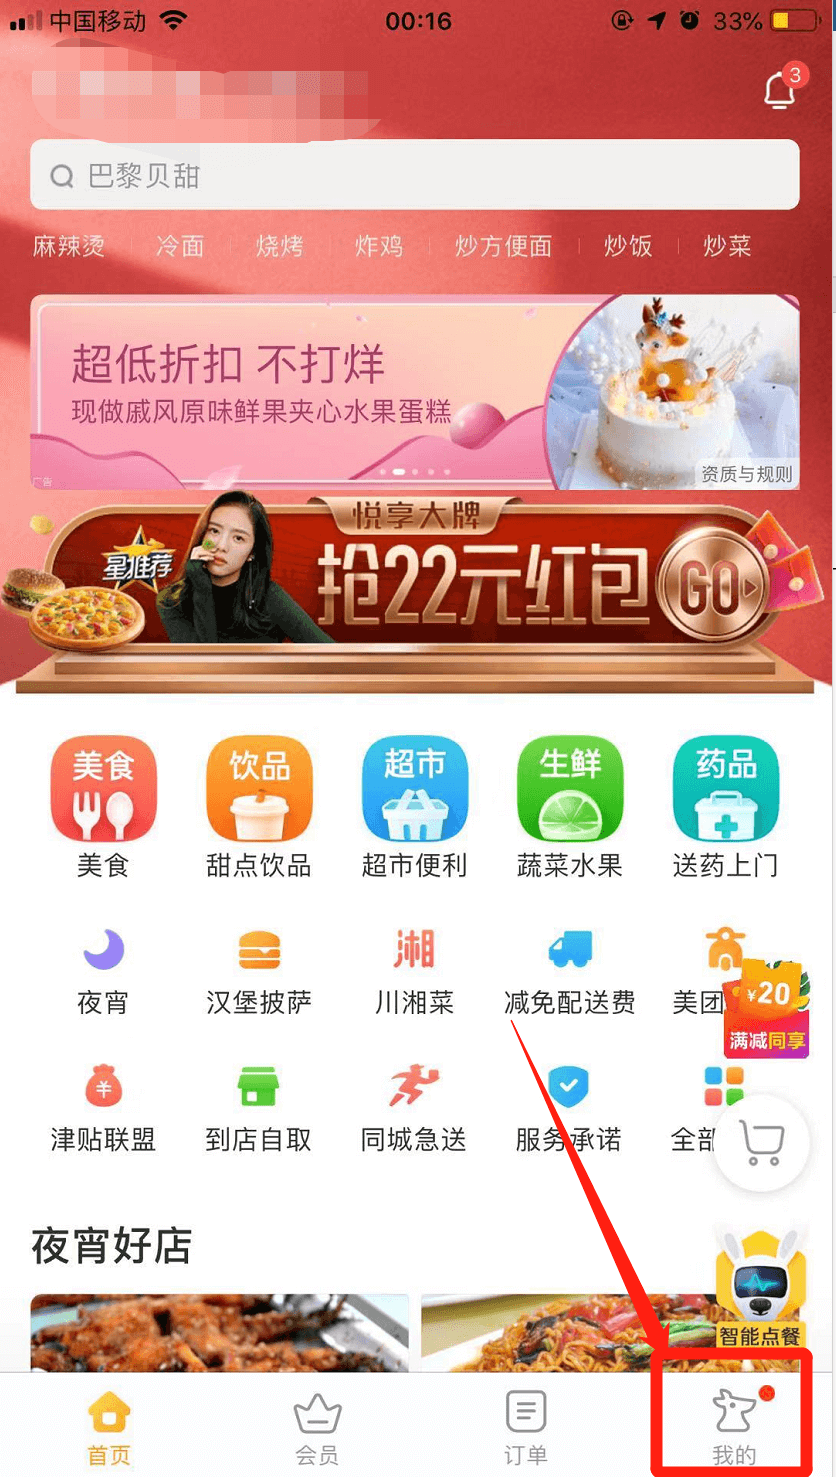 中国移动
00:16
33%
3
巴黎贝甜
麻辣烫 冷面 烧烤 炸鸡 炒方便面 炒饭 炒菜
超低折扣 不打烊
现做戚风原味鲜果夹心水果蛋糕
广告
资质与规则
悦享大牌
星推荐
抢22元红包
GO
美食 饮品 超市 生鲜 药品
美食 甜点饮品 超市便利 蔬菜水果 送药上门
湘
夜宵 汉堡披萨 川湘菜 减免配送费 美团
¥20
满减同享
¥
津贴联盟 到店自取 同城急送 服务承诺 全部
夜宵好店
智能点餐
首页 会员 订单 我的